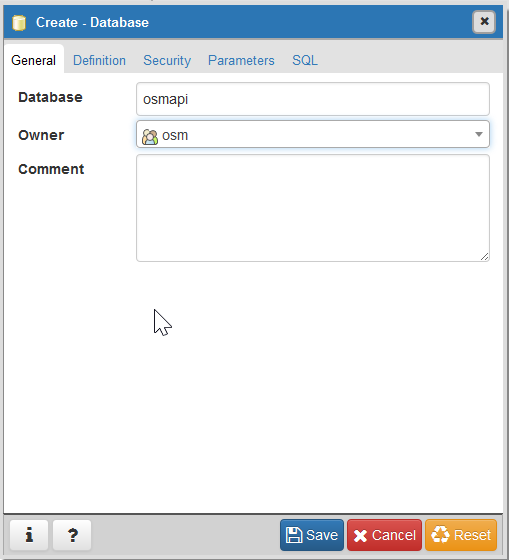 Create - Database
General Definition Security Parameters SQL
Database osmapi
Owner osm
Comment
i ? Save Cancel Reset